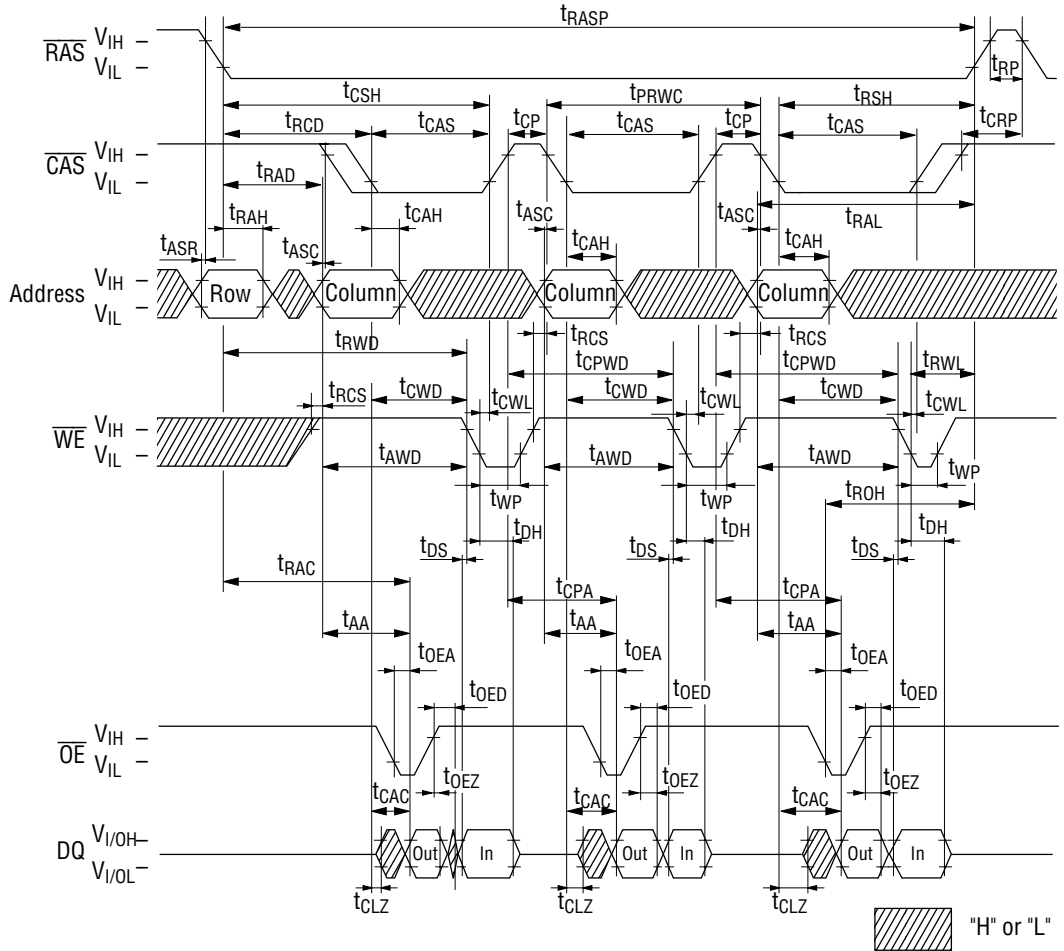 tRASP
RAS VIH
VIL
tRP
tCSH tPRWC tRSH
tRCD tCAS tCP tCAS tCP tCAS tCRP
CAS VIH
VIL
tRAD
tRAH tCAH tASC tASC tRAL
tASR tASC tCAH tCAH
Address VIH
VIL
Row Column Column Column
tRWD tRCS tRCS
tCPWD tCPWD tRWL
tRCS tCWD tCWL tCWD tCWL tCWD tCWL
WE VIH
VIL
tAWD tAWD tAWD
tWP tWP tWP
tROH
tDH tDH tDH
tDS tDS tDS
tRAC tCPA tCPA
tAA tAA tAA
tOEA tOEA tOEA
tOED tOED tOED
OE VIH
VIL
tOEZ tOEZ tOEZ
tCAC tCAC tCAC
DQ VI/OH
VI/OL
Out In Out In Out In
tCLZ tCLZ tCLZ
"H" or "L"